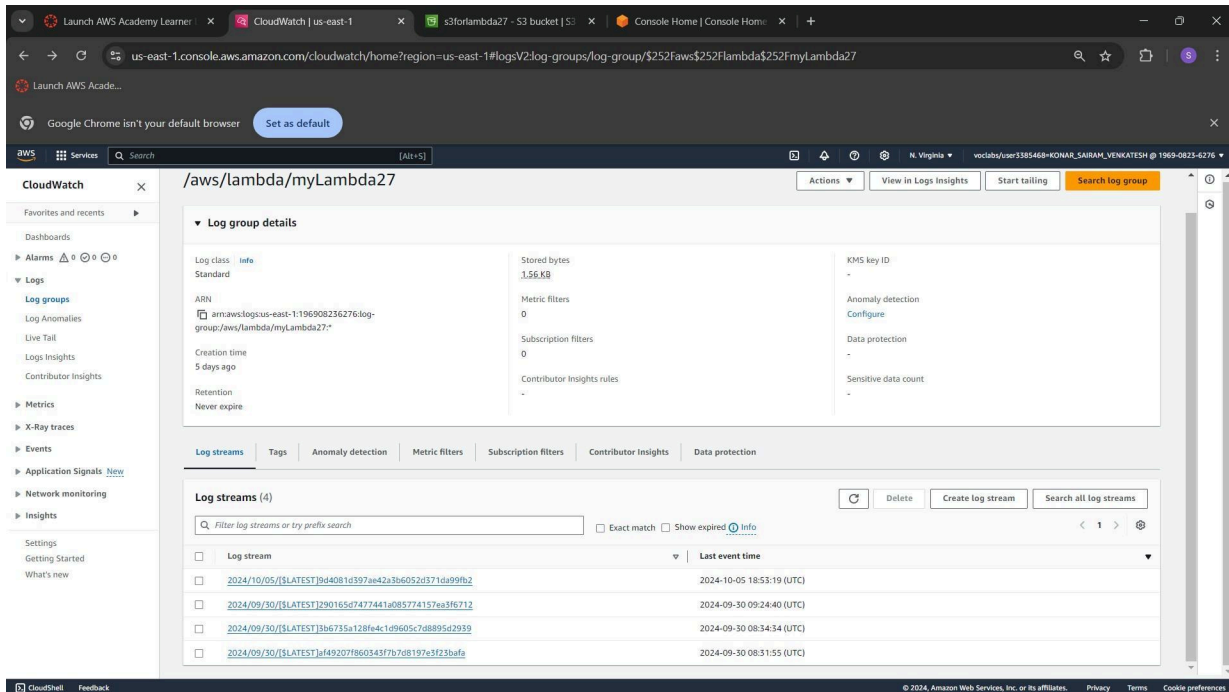 Launch AWS Academy Learner
CloudWatch | us-east-1
s3forlambda27 - S3 bucket | S3
Console Home | Console Home
us-east-1.console.aws.amazon.com/cloudwatch/home?region=us-east-1#logsV2:log-groups/log-group/$252Faws$252Flambda$252FmyLambda27
S
Launch AWS Acade...
Google Chrome isn't your default browser
Set as default
aws
Services
Search
[Alt+S]
N. Virginia
voclabs/user3385468=KONAR_SAIRAM_VENKATESH @ 1969-0823-6276
CloudWatch
Favorites and recents
Dashboards
Alarms 0 0 0
Logs
Log groups
Log Anomalies
Live Tail
Logs Insights
Contributor Insights
Metrics
X-Ray traces
Events
Application Signals New
Network monitoring
Insights
Settings
Getting Started
What's new
/aws/lambda/myLambda27
Actions
View in Logs Insights
Start tailing
Search log group
Log group details
Log class Info
Standard
ARN
arn:aws:logs:us-east-1:196908236276:log-
group:/aws/lambda/myLambda27:*
Creation time
5 days ago
Retention
Never expire
Stored bytes
1.56 KB
Metric filters
0
Subscription filters
0
Contributor Insights rules
-
KMS key ID
-
Anomaly detection
Configure
Data protection
-
Sensitive data count
-
Log streams
Tags
Anomaly detection
Metric filters
Subscription filters
Contributor Insights
Data protection
Log streams (4)
Delete
Create log stream
Search all log streams
Filter log streams or try prefix search
Exact match
Show expired Info
1
Log stream
Last event time
2024/10/05/[$LATEST]9d4081d397ae42a3b6052d371da99fb2
2024-10-05 18:53:19 (UTC)
2024/09/30/[$LATEST]290165d7477441a085774157ea3f6712
2024-09-30 09:24:40 (UTC)
2024/09/30/[$LATEST]3b6735a128fe4c1d9605c7d8895d2939
2024-09-30 08:34:34 (UTC)
2024/09/30/[$LATEST]af49207f860343f7b7d8197e3f23bafa
2024-09-30 08:31:55 (UTC)
CloudShell
Feedback
© 2024, Amazon Web Services, Inc. or its affiliates.
Privacy
Terms
Cookie preferences